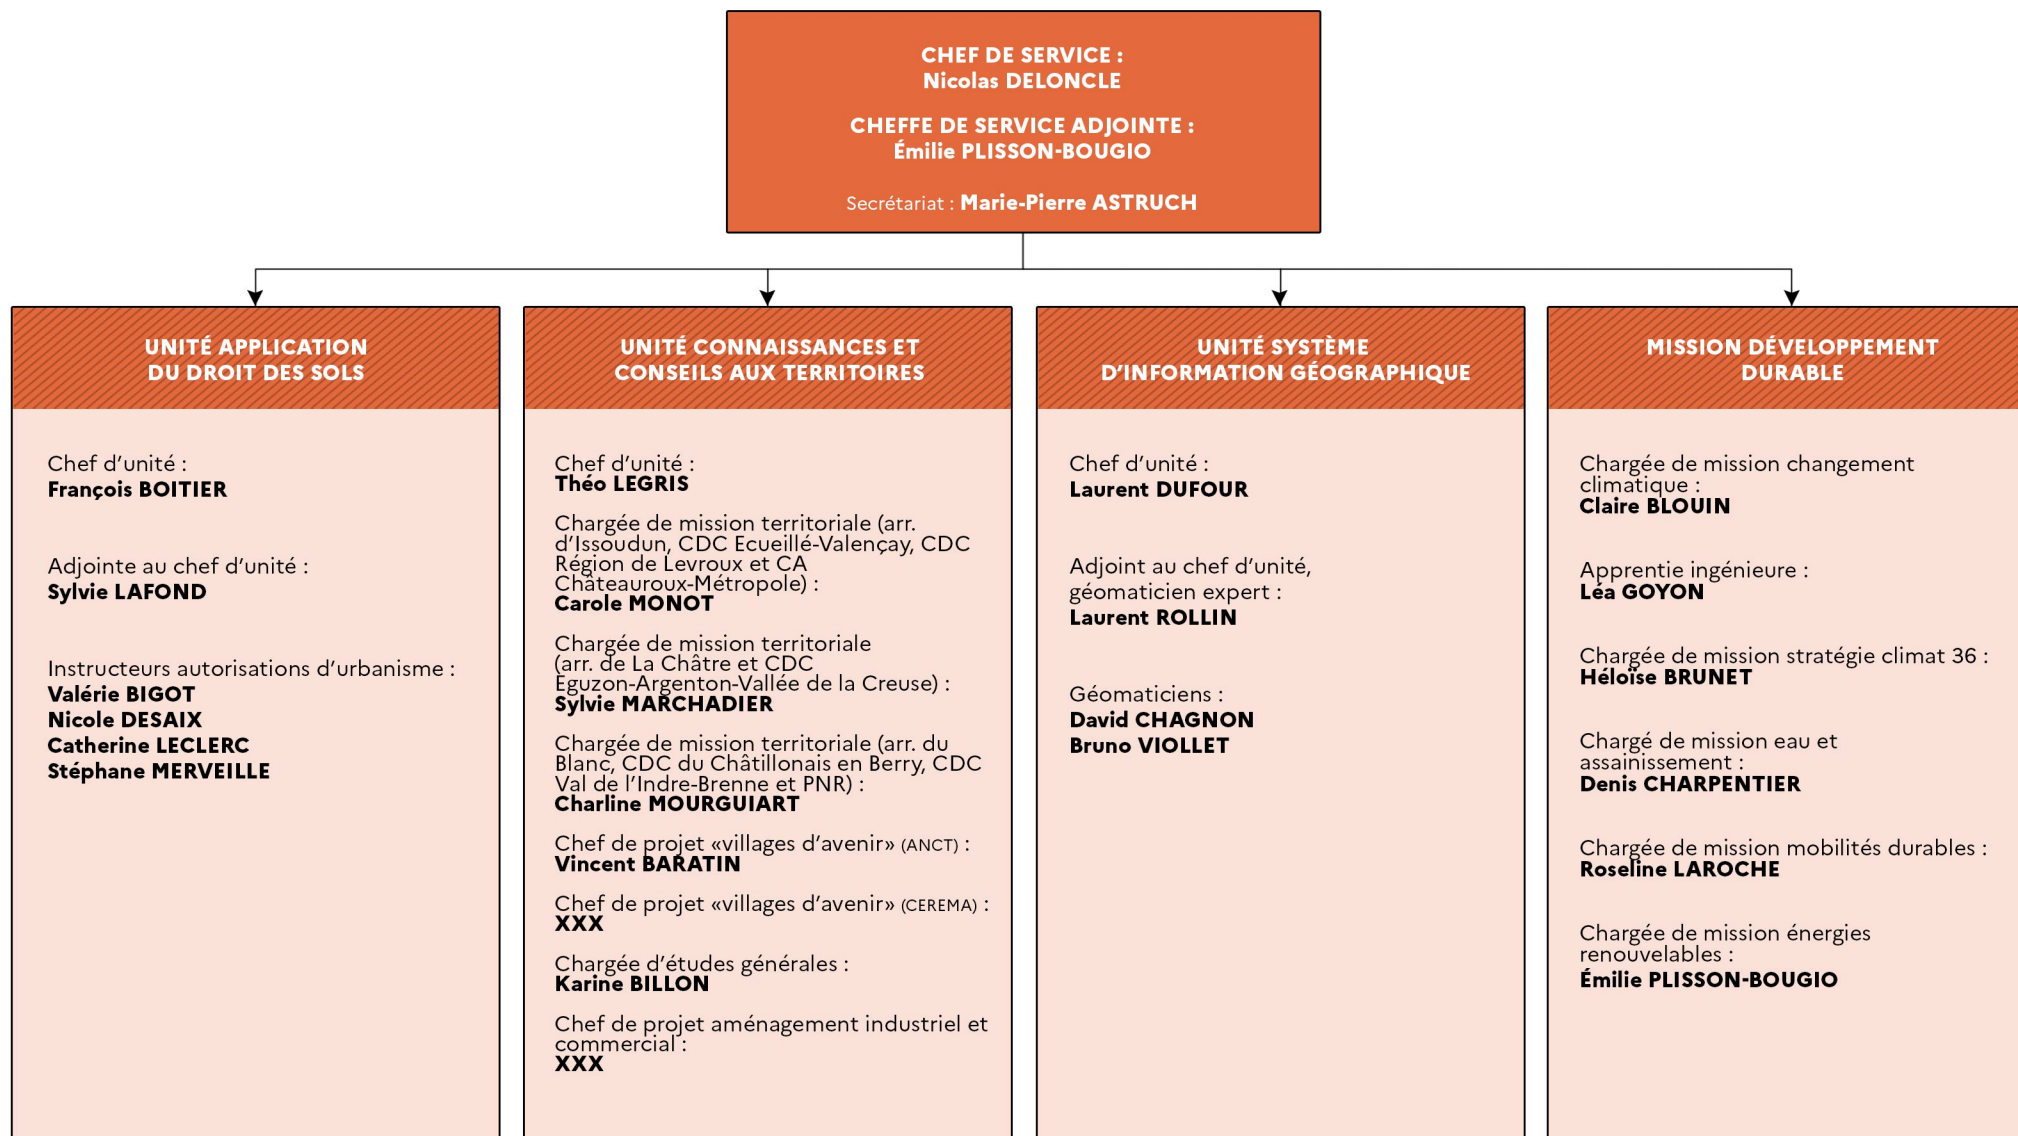 CHEF DE SERVICE :
Nicolas DELONCLE
CHEFFE DE SERVICE ADJOINTE :
Émilie PLISSON-BOUGIO
Secrétariat : Marie-Pierre ASTRUCH
UNITÉ APPLICATION
DU DROIT DES SOLS
Chef d’unité :
François BOITIER
Adjointe au chef d’unité :
Sylvie LAFOND
Instructeurs autorisations d’urbanisme :
Valérie BIGOT
Nicole DESAIX
Catherine LECLERC
Stéphane MERVEILLE
UNITÉ CONNAISSANCES ET
CONSEILS AUX TERRITOIRES
Chef d’unité :
Théo LEGRIS
Chargée de mission territoriale (arr.
d’Issoudun, CDC Ecueillé-Valençay, CDC
Région de Levroux et CA
Châteauroux-Métropole) :
Carole MONOT
Chargée de mission territoriale
(arr. de La Châtre et CDC
Eguzon-Argenton-Vallée de la Creuse) :
Sylvie MARCHADIER
Chargée de mission territoriale (arr. du
Blanc, CDC du Châtillonais en Berry, CDC
Val de l’Indre-Brenne et PNR) :
Charline MOURGUIART
Chef de projet «villages d’avenir» (ANCT) :
Vincent BARATIN
Chef de projet «villages d’avenir» (CEREMA) :
XXX
Chargée d’études générales :
Karine BILLON
Chef de projet aménagement industriel et
commercial :
XXX
UNITÉ SYSTÈME
D’INFORMATION GÉOGRAPHIQUE
Chef d’unité :
Laurent DUFOUR
Adjoint au chef d’unité,
géomaticien expert :
Laurent ROLLIN
Géomaticiens :
David CHAGNON
Bruno VIOLLET
MISSION DÉVELOPPEMENT
DURABLE
Chargée de mission changement
climatique :
Claire BLOUIN
Apprentie ingénieure :
Léa GOYON
Chargée de mission stratégie climat 36 :
Héloïse BRUNET
Chargé de mission eau et
assainissement :
Denis CHARPENTIER
Chargée de mission mobilités durables :
Roseline LAROCHE
Chargée de mission énergies
renouvelables :
Émilie PLISSON-BOUGIO